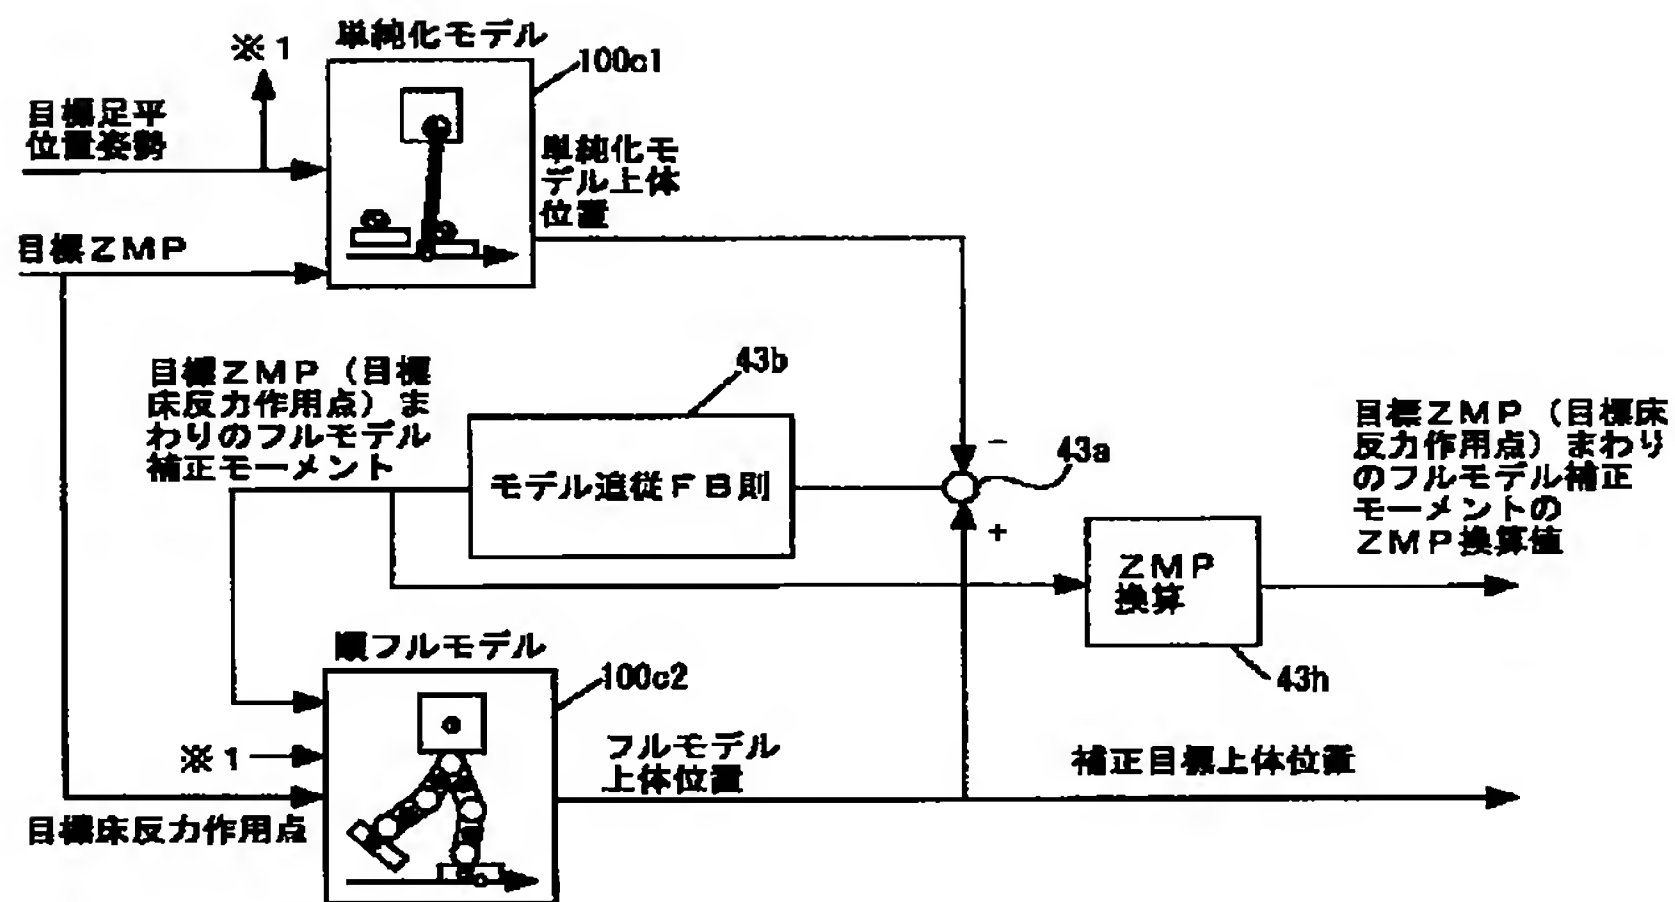 単純化モデル
※1
100c1
目標足平
位置姿勢
単純化モ
デル上体
位置
目標ZMP
43b
目標ZMP(目標
床反力作用点)ま
わりのフルモデル
補正モーメント
モデル追従FB則
−
43a
+
目標ZMP(目標床
反力作用点)まわり
のフルモデル補正
モーメントの
ZMP換算値
ZMP
換算
43h
順フルモデル
100c2
※1
フルモデル
上体位置
補正目標上体位置
目標床反力作用点